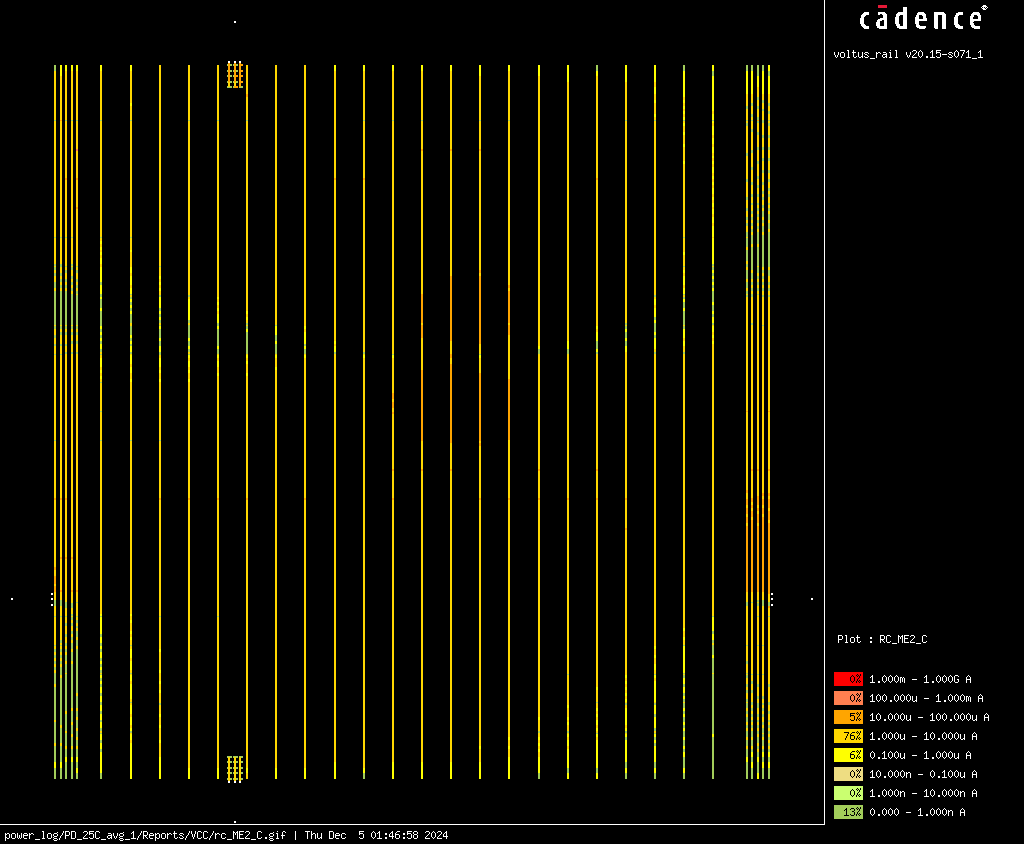 cādence®
voltus_rail v20.15-s071_1
Plot : RC_ME2_C
0% 1.000m - 1.000G A
0% 100.000u - 1.000m A
5% 10.000u - 100.000u A
76% 1.000u - 10.000u A
6% 0.100u - 1.000u A
0% 10.000n - 0.100u A
0% 1.000n - 10.000n A
13% 0.000 - 1.000n A
power_log/PD_25C_avg_1/Reports/VCC/rc_ME2_C.gif | Thu Dec  5 01:46:58 2024